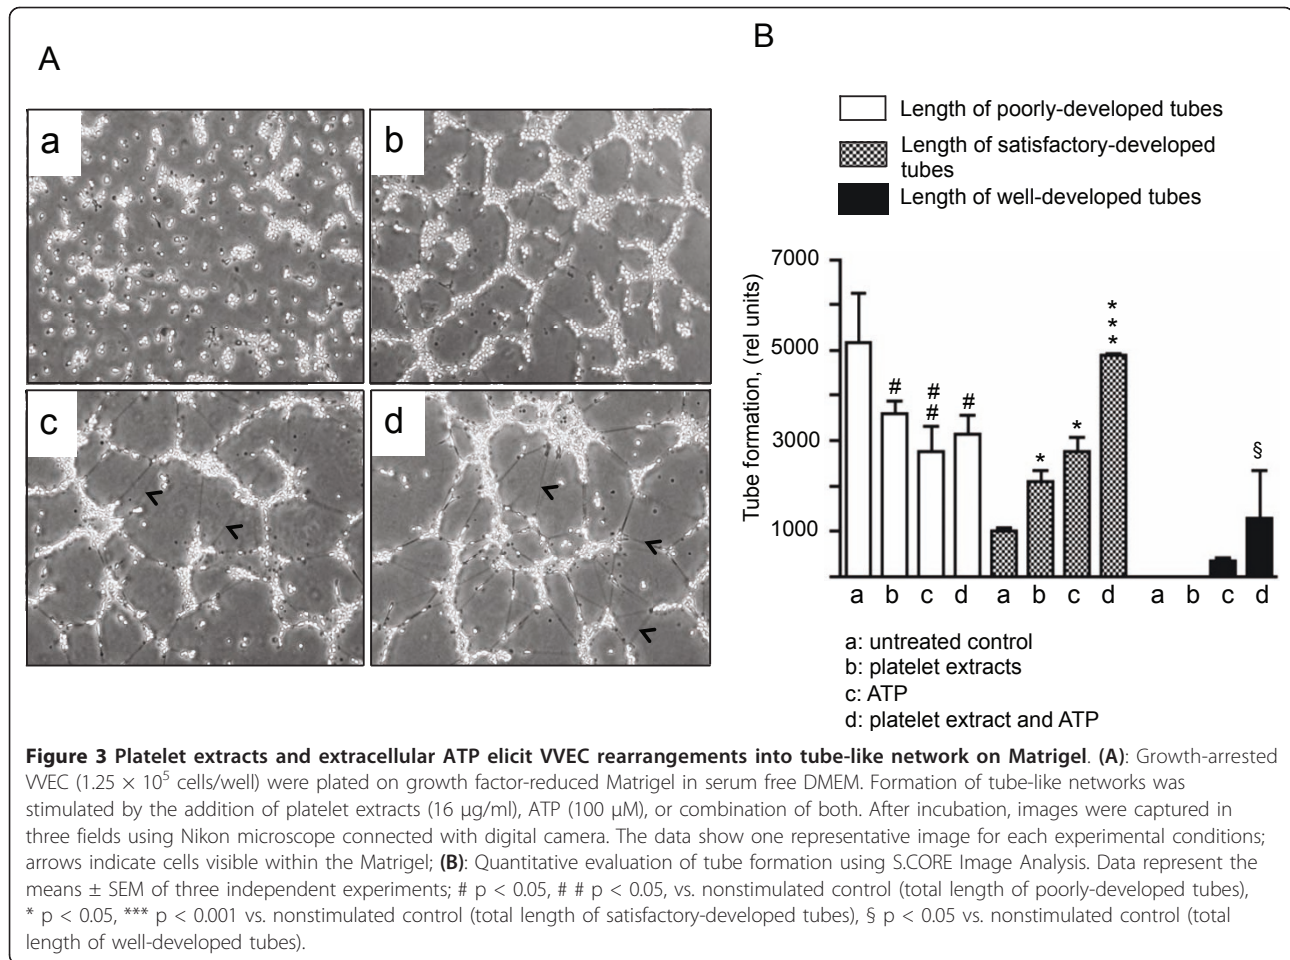 A
a
b
c
d
B
Length of poorly-developed tubes
Length of satisfactory-developed
tubes
Length of well-developed tubes
Tube formation, (rel units)
7000
5000
3000
1000
#
#
#
#
*
*
*
*
*
§
a b c d a b c d a b c d
a: untreated control
b: platelet extracts
c: ATP
d: platelet extract and ATP
Figure 3 Platelet extracts and extracellular ATP elicit VVEC rearrangements into tube-like network on Matrigel. (A): Growth-arrested
VVEC (1.25 × 10⁵ cells/well) were plated on growth factor-reduced Matrigel in serum free DMEM. Formation of tube-like networks was
stimulated by the addition of platelet extracts (16 μg/ml), ATP (100 μM), or combination of both. After incubation, images were captured in
three fields using Nikon microscope connected with digital camera. The data show one representative image for each experimental conditions;
arrows indicate cells visible within the Matrigel; (B): Quantitative evaluation of tube formation using S.CORE Image Analysis. Data represent the
means ± SEM of three independent experiments; # p < 0.05, # # p < 0.05, vs. nonstimulated control (total length of poorly-developed tubes),
* p < 0.05, *** p < 0.001 vs. nonstimulated control (total length of satisfactory-developed tubes), § p < 0.05 vs. nonstimulated control (total
length of well-developed tubes).